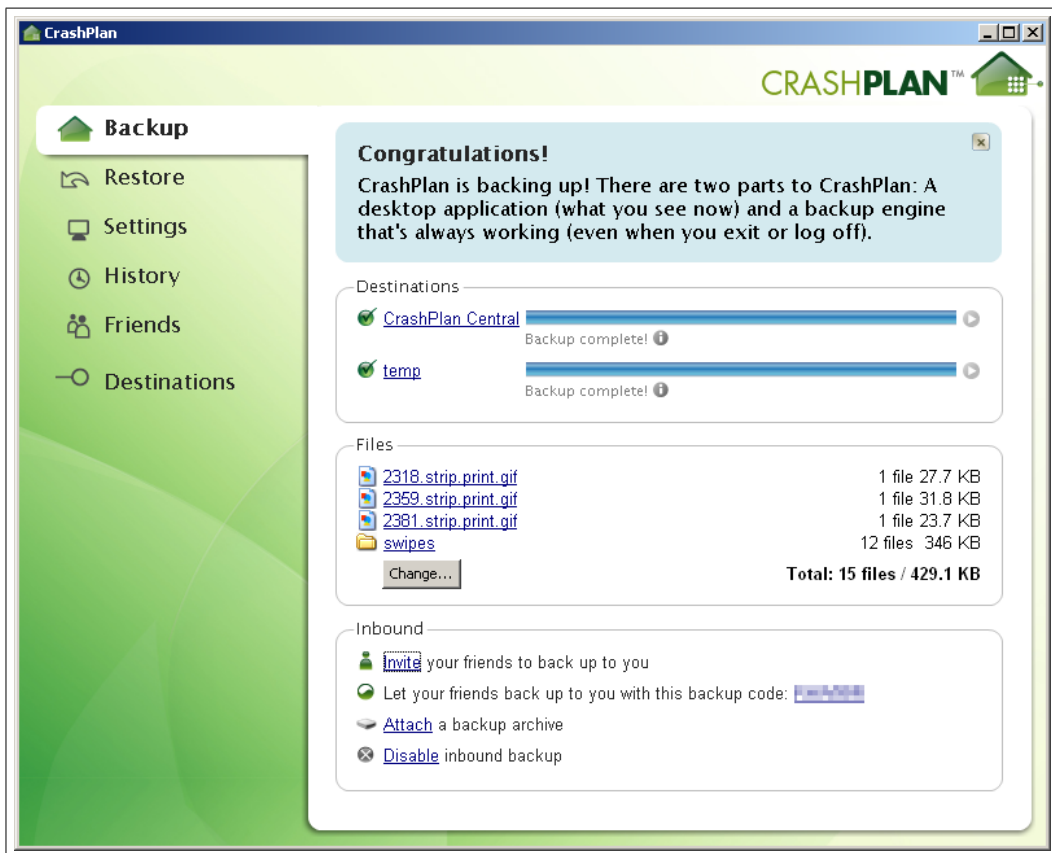 CrashPlan
CRASHPLAN™
Backup
Restore
Settings
History
Friends
Destinations
Congratulations!
CrashPlan is backing up! There are two parts to CrashPlan: A
desktop application (what you see now) and a backup engine
that's always working (even when you exit or log off).
Destinations
CrashPlan Central
Backup complete!
temp
Backup complete!
Files
2318.strip.print.gif 1 file 27.7 KB
2359.strip.print.gif 1 file 31.8 KB
2381.strip.print.gif 1 file 23.7 KB
swipes 12 files 346 KB
Change... Total: 15 files / 429.1 KB
Inbound
Invite your friends to back up to you
Let your friends back up to you with this backup code:
Attach a backup archive
Disable inbound backup